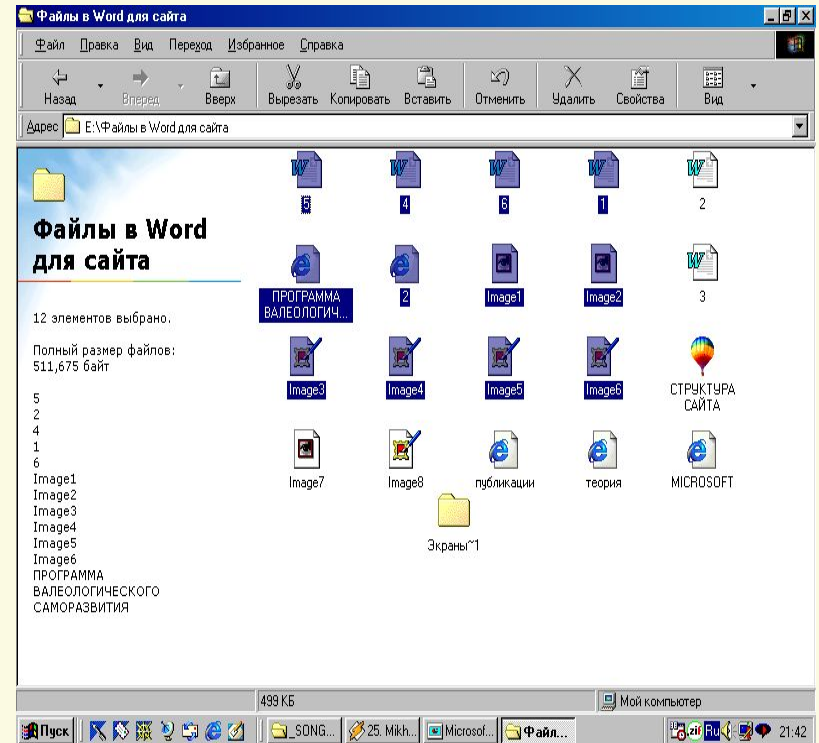 Файлы в Word для сайта
Файл Правка Вид Переход Избранное Справка
Назад Вперед Вверх Вырезать Копировать Вставить Отменить Удалить Свойства Вид
Адрес E:\Файлы в Word для сайта
Файлы в Word
для сайта
12 элементов выбрано.
Полный размер файлов:
511,675 байт
5
2
4
1
6
Image1
Image2
Image3
Image4
Image5
Image6
ПРОГРАММА
ВАЛЕОЛОГИЧЕСКОГО
САМОРАЗВИТИЯ
5 4 6 1 2
ПРОГРАММА
ВАЛЕОЛОГИЧ... 2 Image1 Image2 3
Image3 Image4 Image5 Image6 СТРУКТУРА
САЙТА
Image7 Image8 публикации теория MICROSOFT
Экраны~1
499 КБ Мой компьютер
Пуск _SONG... 25. Mikh... Microsof... Файл... Ru 21:42